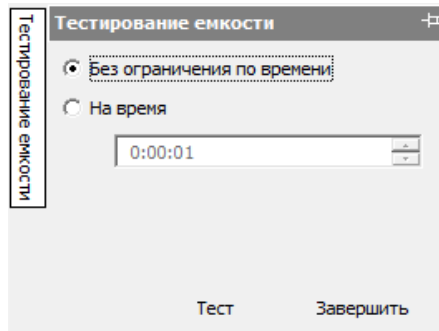 Тестирование емкости
Тестирование емкости
Без ограничения по времени
На время
0:00:01
Тест Завершить